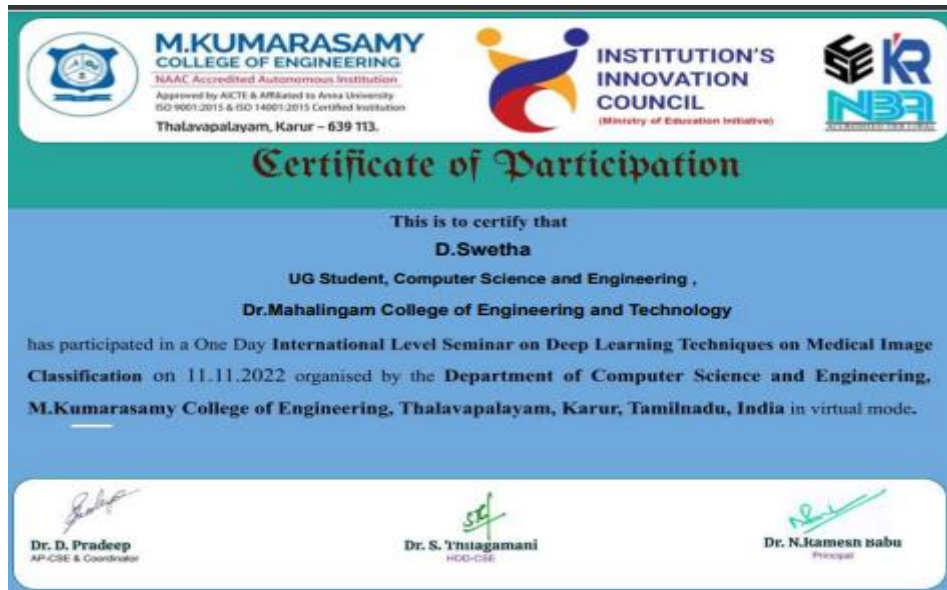 M.KUMARASAMY
COLLEGE OF ENGINEERING
NAAC Accredited Autonomous Institution
Approved by AICTE & Affiliated to Anna University
ISO 9001:2015 & ISO 14001:2015 Certified Institution
Thalavapalayam, Karur – 639 113.
INSTITUTION'S
INNOVATION
COUNCIL
(Ministry of Education Initiative)
KR
NBA
Certificate of Participation
This is to certify that
D.Swetha
UG Student, Computer Science and Engineering ,
Dr.Mahalingam College of Engineering and Technology
has participated in a One Day International Level Seminar on Deep Learning Techniques on Medical Image
Classification on 11.11.2022 organised by the Department of Computer Science and Engineering,
M.Kumarasamy College of Engineering, Thalavapalayam, Karur, Tamilnadu, India in virtual mode.
Dr. D. Pradeep
AP-CSE & Coordinator
Dr. S. Thilagamani
HOD-CSE
Dr. N.Ramesh Babu
Principal